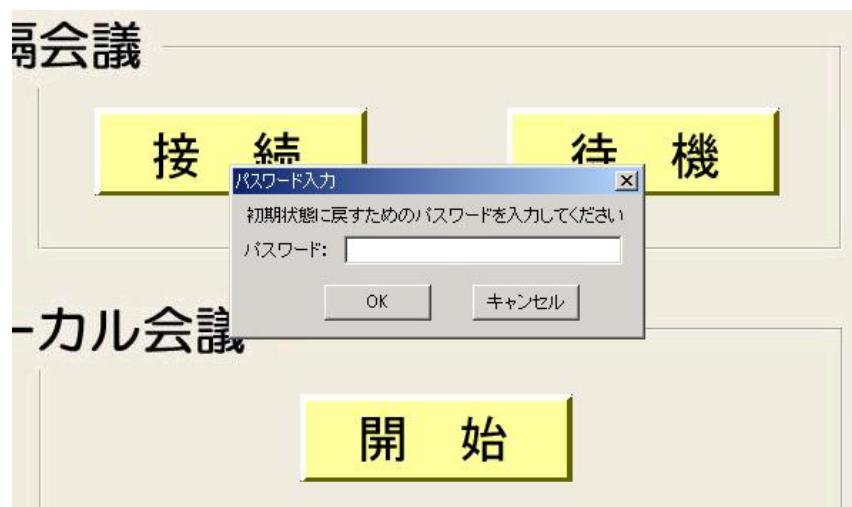 隔会議
接 続
待 機
パスワード入力
初期状態に戻すためのパスワードを入力してください
パスワード:
OK
キャンセル
ーカル会議
開 始